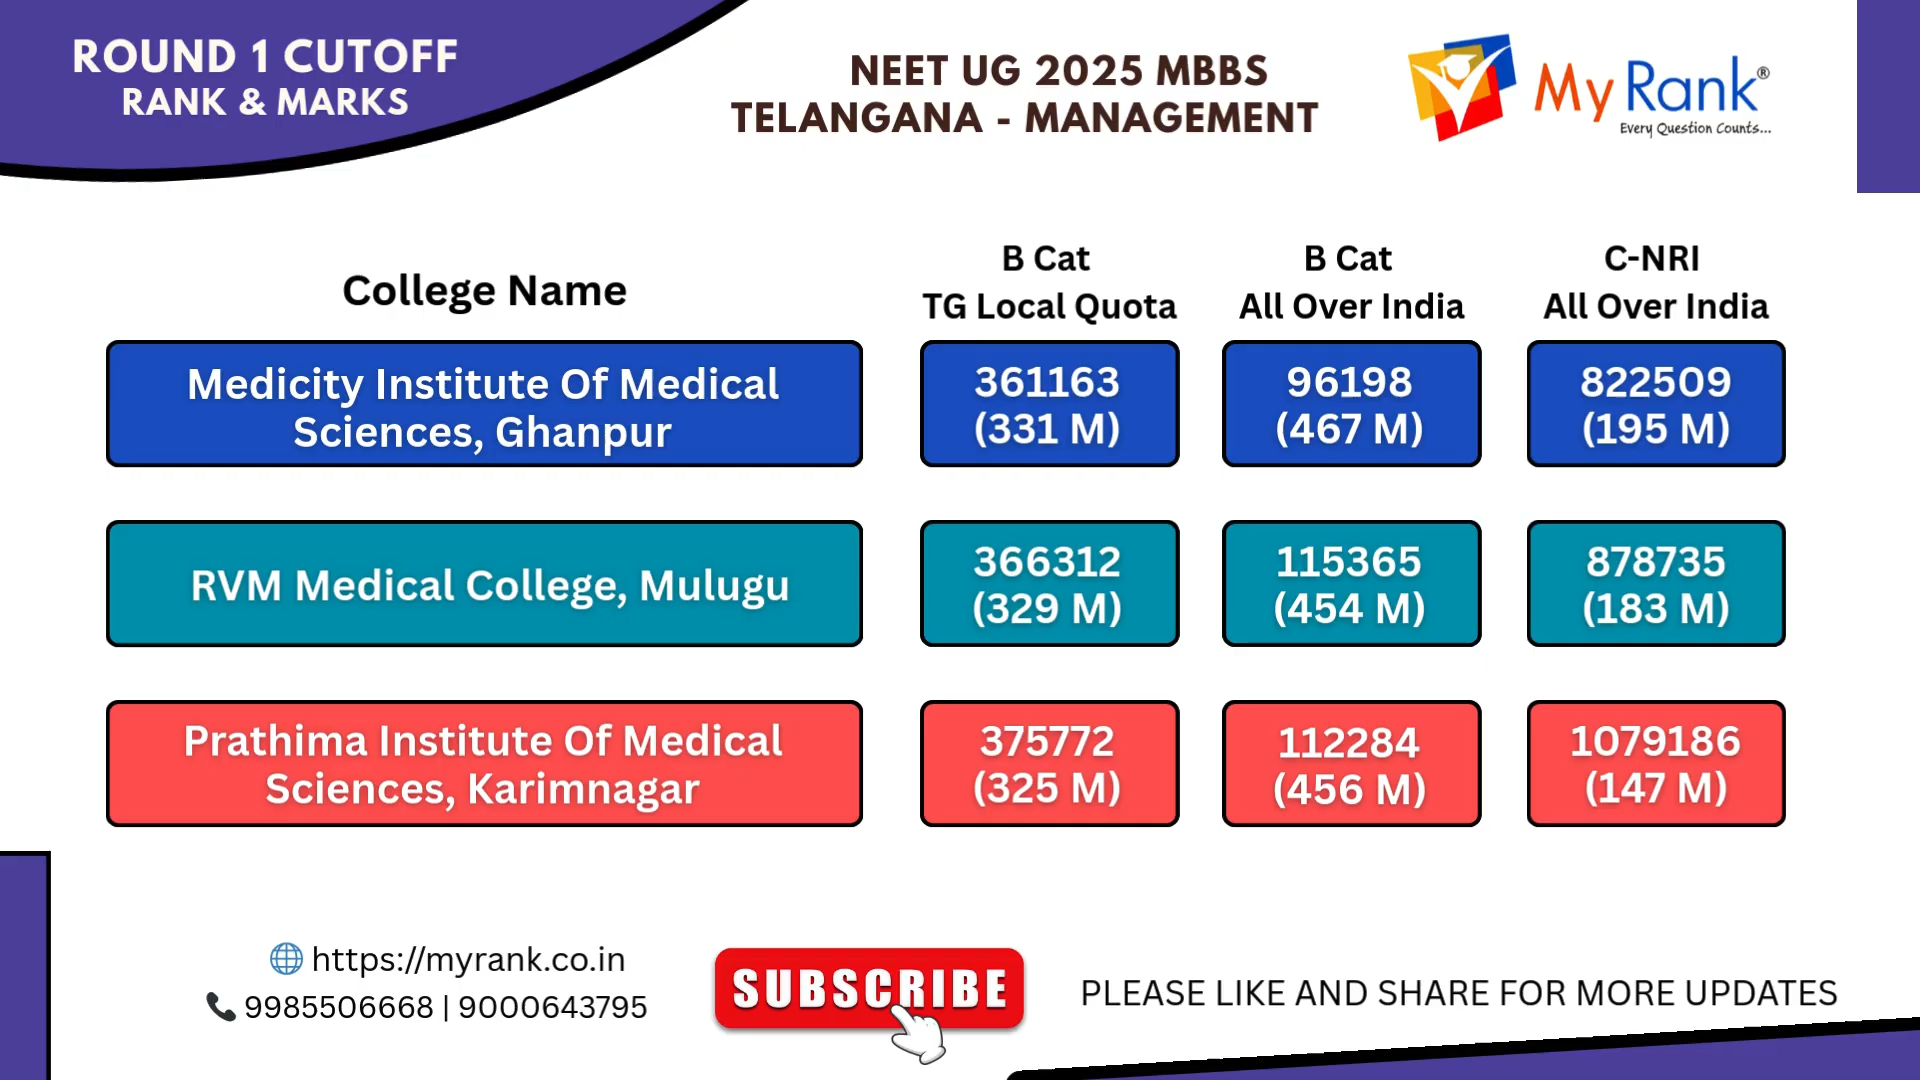 ROUND 1 CUTOFF
RANK & MARKS
NEET UG 2025 MBBS
TELANGANA - MANAGEMENT
My Rank®
Every Question Counts...
College Name
B Cat
TG Local Quota
B Cat
All Over India
C-NRI
All Over India
Medicity Institute Of Medical
Sciences, Ghanpur
361163
(331 M)
96198
(467 M)
822509
(195 M)
RVM Medical College, Mulugu
366312
(329 M)
115365
(454 M)
878735
(183 M)
Prathima Institute Of Medical
Sciences, Karimnagar
375772
(325 M)
112284
(456 M)
1079186
(147 M)
https://myrank.co.in
9985506668 | 9000643795
SUBSCRIBE
PLEASE LIKE AND SHARE FOR MORE UPDATES